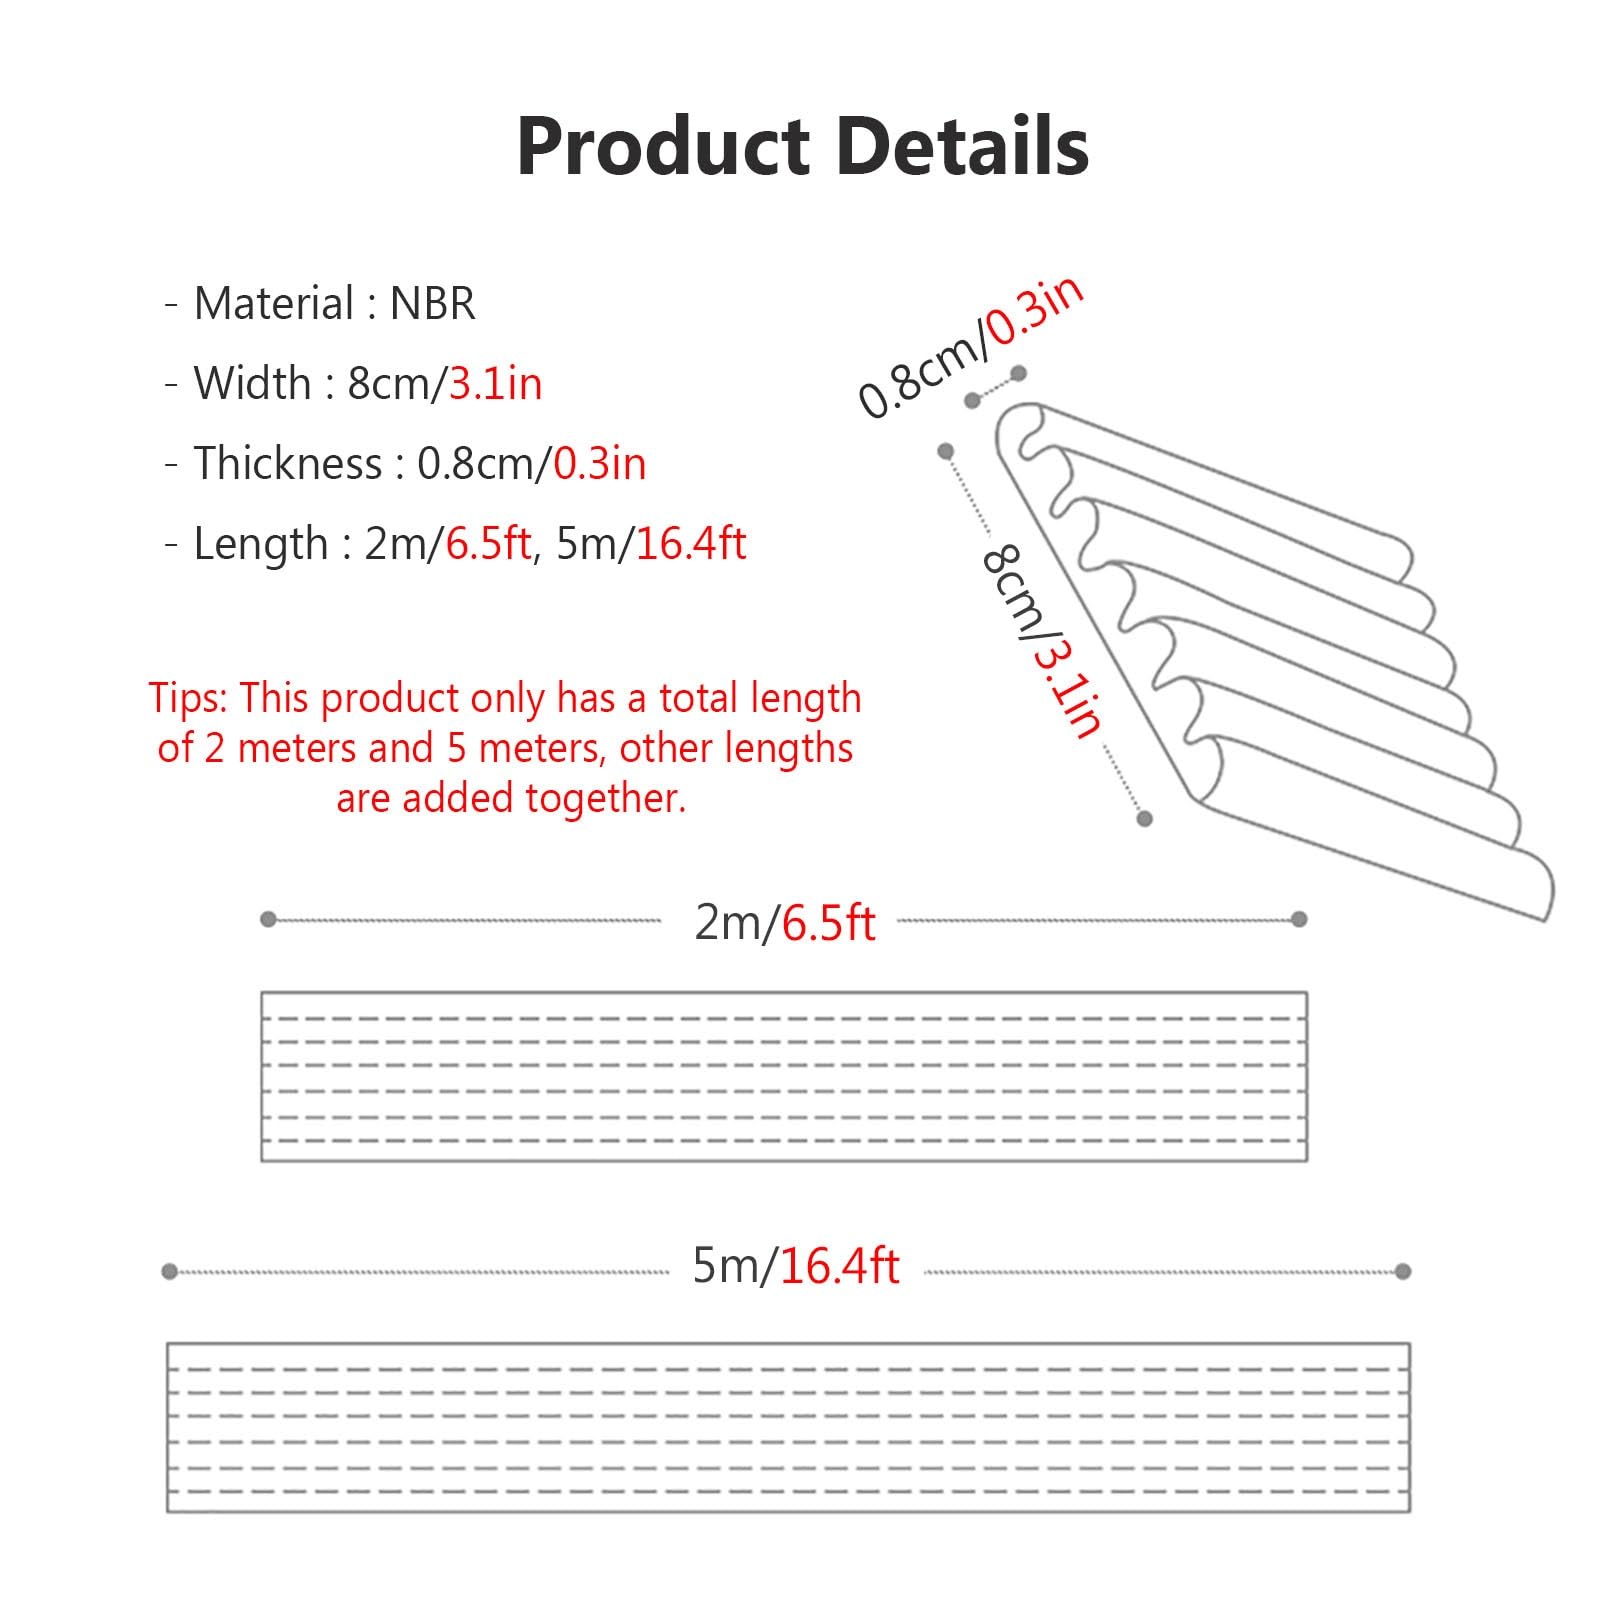 Product Details
- Material : NBR
- Width : 8cm/3.1in
- Thickness : 0.8cm/0.3in
- Length : 2m/6.5ft, 5m/16.4ft
0.8cm/0.3in
8cm/3.1in
Tips: This product only has a total length
of 2 meters and 5 meters, other lengths
are added together.
2m/6.5ft
5m/16.4ft